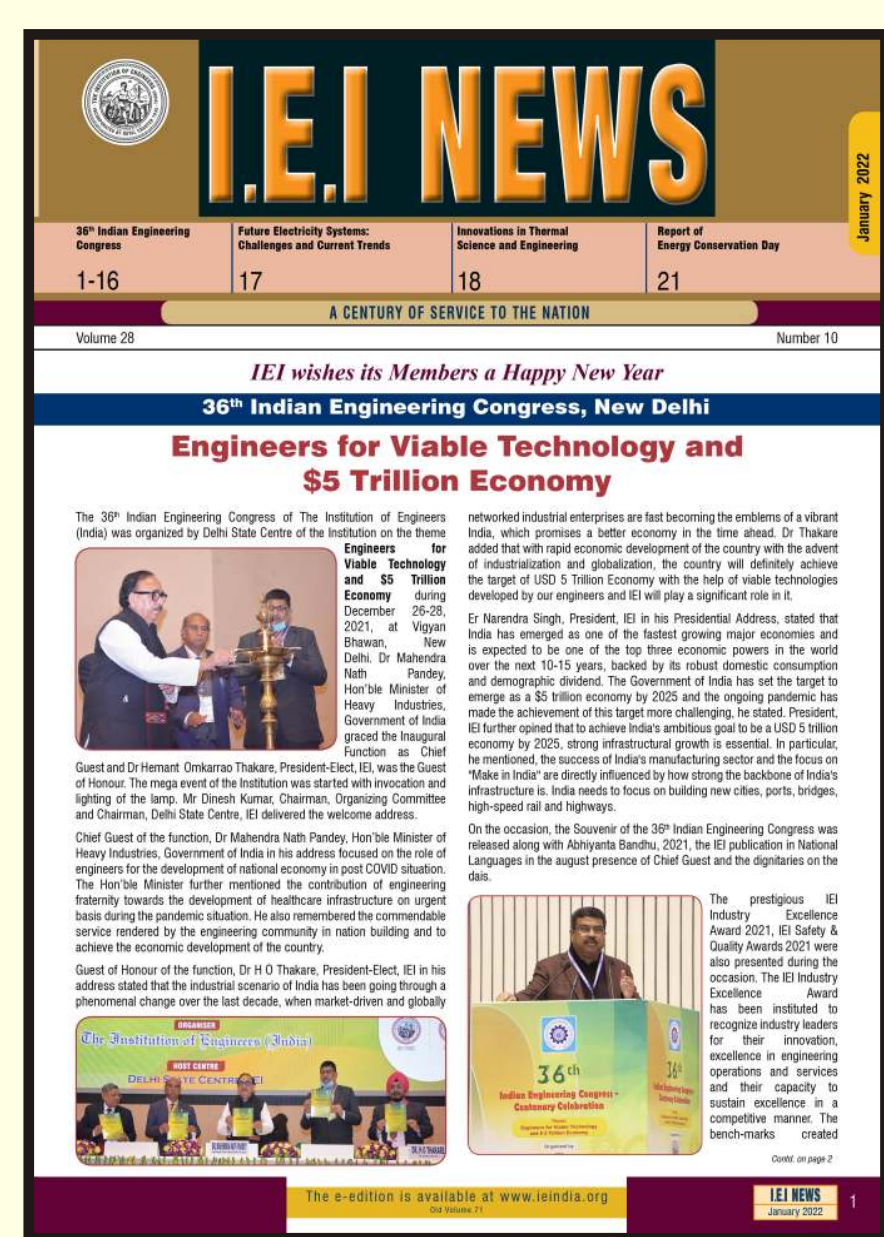 I.E.I NEWS
January 2022
36th Indian Engineering
Congress
1-16
Future Electricity Systems:
Challenges and Current Trends
17
Innovations in Thermal
Science and Engineering
18
Report of
Energy Conservation Day
21
A CENTURY OF SERVICE TO THE NATION
Volume 28
Number 10
IEI wishes its Members a Happy New Year
36th Indian Engineering Congress, New Delhi
Engineers for Viable Technology and
$5 Trillion Economy
The 36th Indian Engineering Congress of The Institution of Engineers
(India) was organized by Delhi State Centre of the Institution on the theme
Engineers for
Viable Technology
and $5 Trillion
Economy during
December 26-28,
2021, at Vigyan
Bhawan, New
Delhi. Dr Mahendra
Nath Pandey,
Hon'ble Minister of
Heavy Industries,
Government of India
graced the Inaugural
Function as Chief
Guest and Dr Hemant Omkarrao Thakare, President-Elect, IEI, was the Guest
of Honour. The mega event of the Institution was started with invocation and
lighting of the lamp. Mr Dinesh Kumar, Chairman, Organizing Committee
and Chairman, Delhi State Centre, IEI delivered the welcome address.
Chief Guest of the function, Dr Mahendra Nath Pandey, Hon'ble Minister of
Heavy Industries, Government of India in his address focused on the role of
engineers for the development of national economy in post COVID situation.
The Hon'ble Minister further mentioned the contribution of engineering
fraternity towards the development of healthcare infrastructure on urgent
basis during the pandemic situation. He also remembered the commendable
service rendered by the engineering community in nation building and to
achieve the economic development of the country.
Guest of Honour of the function, Dr H O Thakare, President-Elect, IEI in his
address stated that the industrial scenario of India has been going through a
phenomenal change over the last decade, when market-driven and globally
ORGANISER
The Institution of Engineers (India)
HOST CENTRE
DELHI STATE CENTRE, IEI
networked industrial enterprises are fast becoming the emblems of a vibrant
India, which promises a better economy in the time ahead. Dr Thakare
added that with rapid economic development of the country with the advent
of industrialization and globalization, the country will definitely achieve
the target of USD 5 Trillion Economy with the help of viable technologies
developed by our engineers and IEI will play a significant role in it.
Er Narendra Singh, President, IEI in his Presidential Address, stated that
India has emerged as one of the fastest growing major economies and
is expected to be one of the top three economic powers in the world
over the next 10-15 years, backed by its robust domestic consumption
and demographic dividend. The Government of India has set the target to
emerge as a $5 trillion economy by 2025 and the ongoing pandemic has
made the achievement of this target more challenging, he stated. President,
IEI further opined that to achieve India's ambitious goal to be a USD 5 trillion
economy by 2025, strong infrastructural growth is essential. In particular,
he mentioned, the success of India's manufacturing sector and the focus on
"Make in India" are directly influenced by how strong the backbone of India's
infrastructure is. India needs to focus on building new cities, ports, bridges,
high-speed rail and highways.
On the occasion, the Souvenir of the 36th Indian Engineering Congress was
released along with Abhiyanta Bandhu, 2021, the IEI publication in National
Languages in the august presence of Chief Guest and the dignitaries on the
dais.
36th
Indian Engineering Congress -
Centenary Celebration
Engineers for Viable Technology
and $ 5 Trillion Economy
Organised by
The prestigious IEI
Industry Excellence
Award 2021, IEI Safety &
Quality Awards 2021 were
also presented during the
occasion. The IEI Industry
Excellence Award
has been instituted to
recognize industry leaders
for their innovation,
excellence in engineering
operations and services
and their capacity to
sustain excellence in a
competitive manner. The
bench-marks created
Contd. on page 2
The e-edition is available at www.ieindia.org
Old Volume 71
I.E.I NEWS
January 2022
1